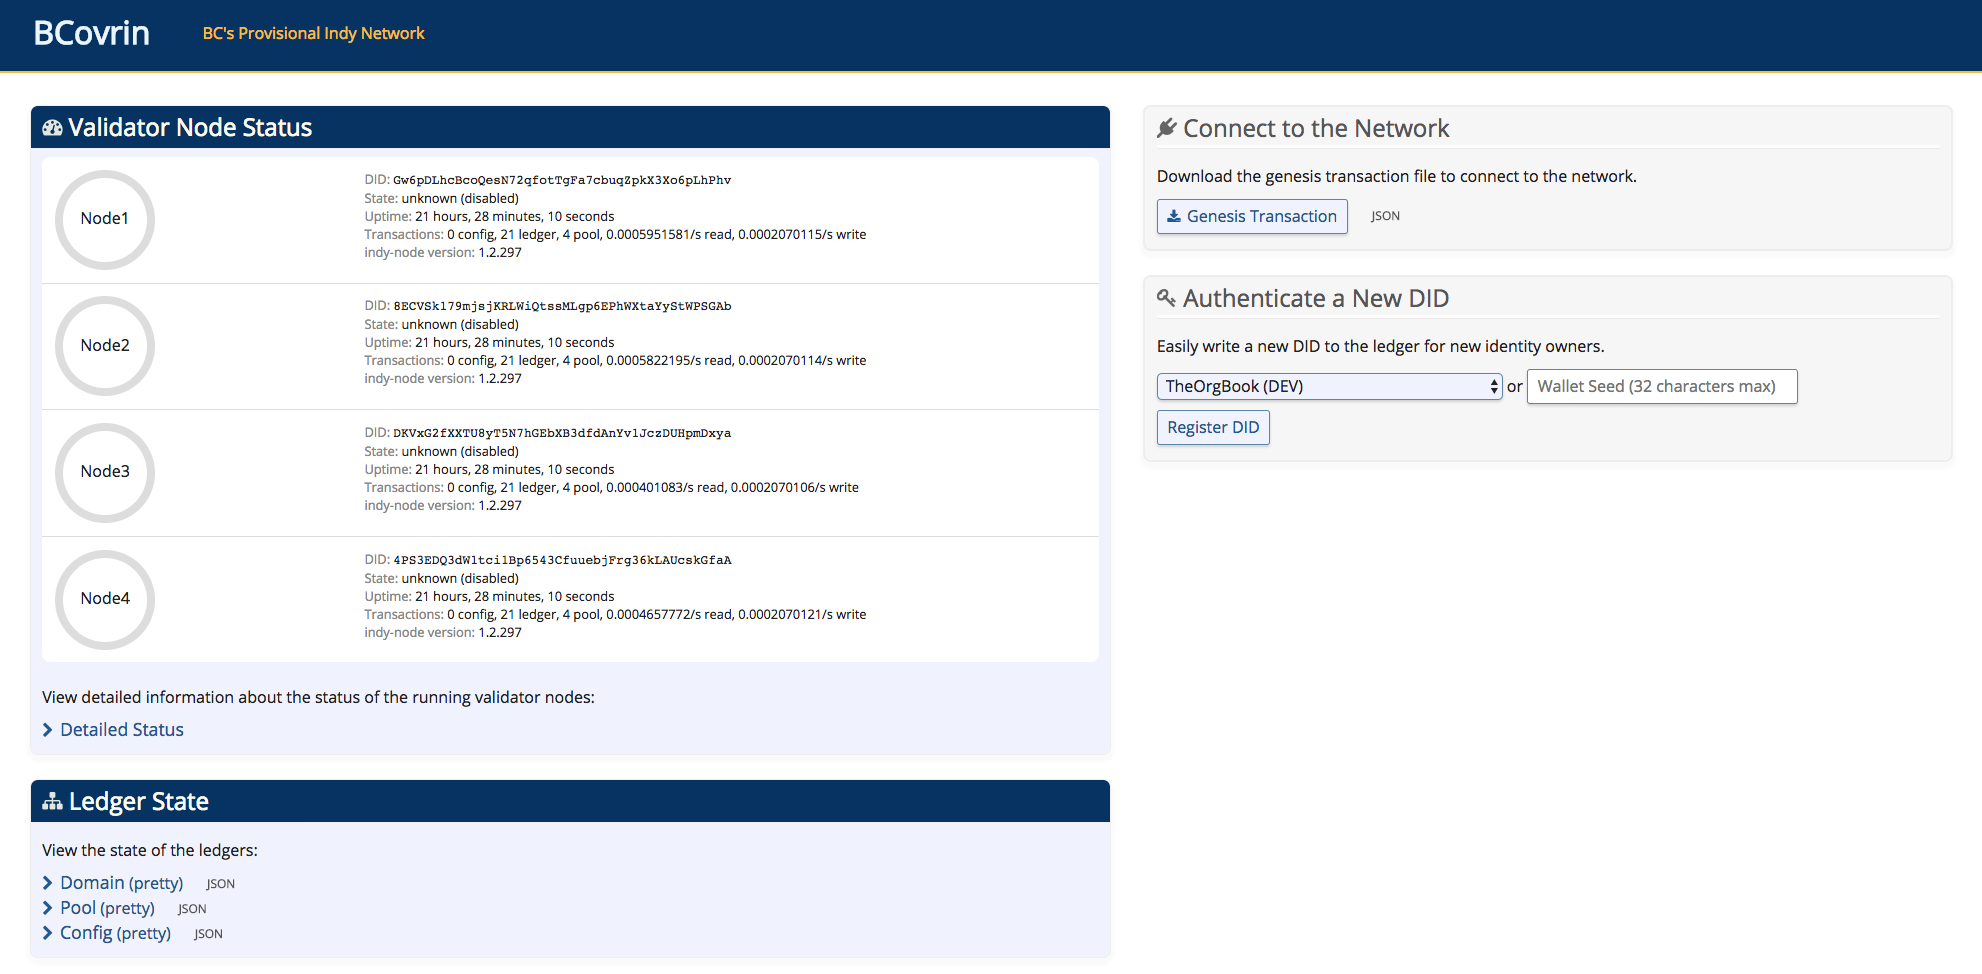 BCovrin
BC's Provisional Indy Network
Validator Node Status
Node1
DID: Gw6pDLhcBcoQesN72qfotTgFa7cbuqZpkX3Xo6pLhPhv
State: unknown (disabled)
Uptime: 21 hours, 28 minutes, 10 seconds
Transactions: 0 config, 21 ledger, 4 pool, 0.0005951581/s read, 0.0002070115/s write
indy-node version: 1.2.297
Node2
DID: 8ECVSk179mjsjKRLWiQtssMLgp6EPhWXtaYyStWPSGAb
State: unknown (disabled)
Uptime: 21 hours, 28 minutes, 10 seconds
Transactions: 0 config, 21 ledger, 4 pool, 0.0005822195/s read, 0.0002070114/s write
indy-node version: 1.2.297
Node3
DID: DKVxG2fXXTU8yT5N7hGEbXB3dfdAnYv1JczDUHpmDxya
State: unknown (disabled)
Uptime: 21 hours, 28 minutes, 10 seconds
Transactions: 0 config, 21 ledger, 4 pool, 0.000401083/s read, 0.0002070106/s write
indy-node version: 1.2.297
Node4
DID: 4PS3EDQ3dW1tci1Bp6543CfuuebjFrg36kLAUcskGfaA
State: unknown (disabled)
Uptime: 21 hours, 28 minutes, 10 seconds
Transactions: 0 config, 21 ledger, 4 pool, 0.0004657772/s read, 0.0002070121/s write
indy-node version: 1.2.297
View detailed information about the status of the running validator nodes:
Detailed Status
Ledger State
View the state of the ledgers:
Domain (pretty) JSON
Pool (pretty) JSON
Config (pretty) JSON
Connect to the Network
Download the genesis transaction file to connect to the network.
Genesis Transaction JSON
Authenticate a New DID
Easily write a new DID to the ledger for new identity owners.
TheOrgBook (DEV) or Wallet Seed (32 characters max)
Register DID